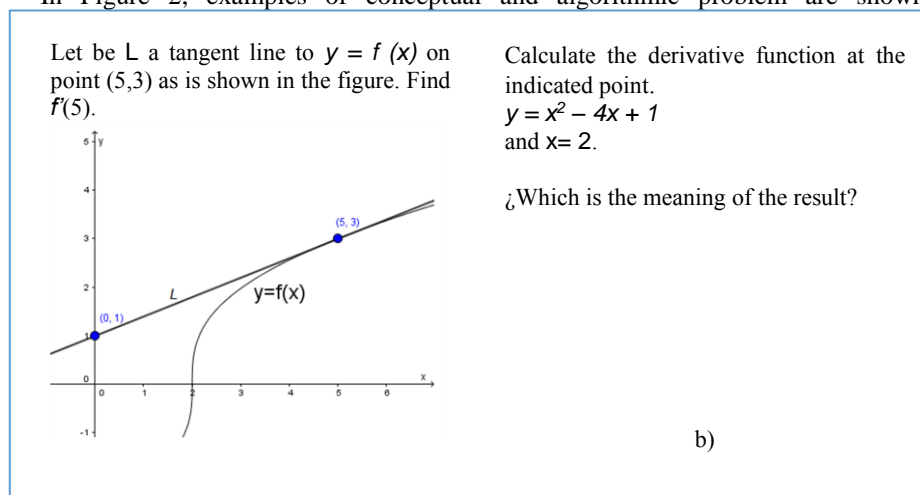 In Figure 2, examples of conceptual and algorithmic problem are shown
Let be L a tangent line to y = f (x) on
point (5,3) as is shown in the figure. Find
f'(5).
5 y
4
3
2
1
0
-1
0 1 2 3 4 5 6 x
(0, 1)
L
(5, 3)
y=f(x)
Calculate the derivative function at the
indicated point.
y = x² – 4x + 1
and x= 2.
¿Which is the meaning of the result?
b)